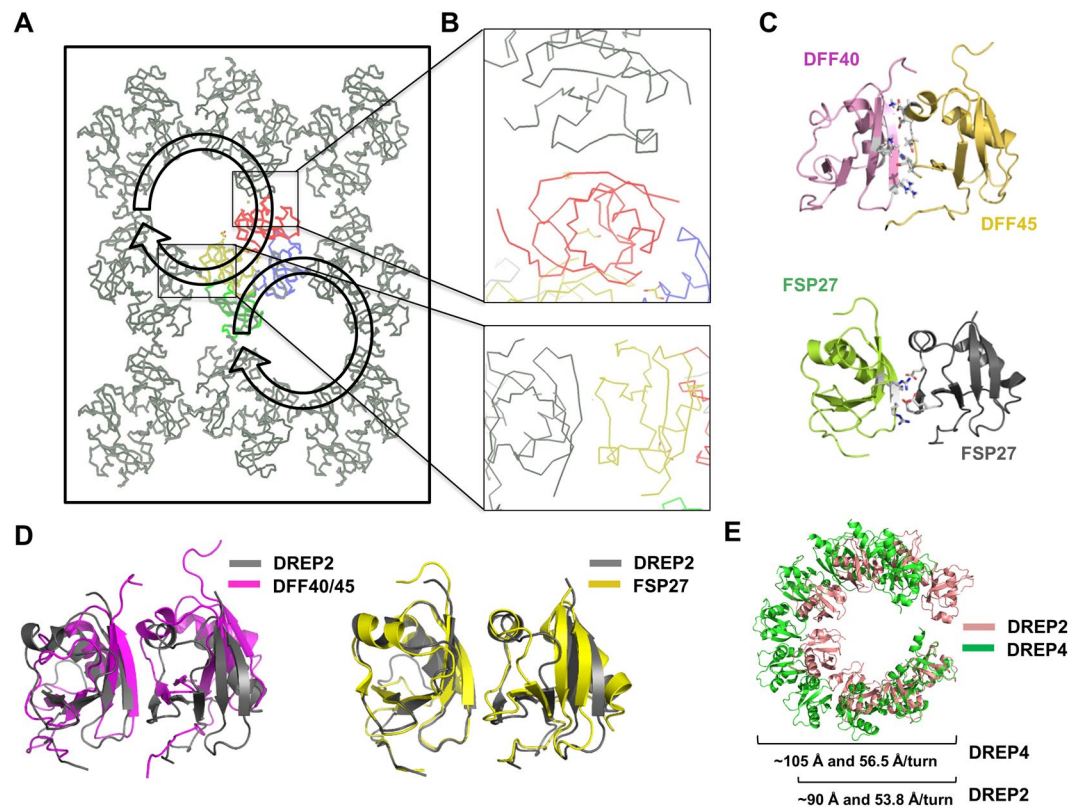 A
B
C
DFF40
DFF45
FSP27
FSP27
D
DREP2
DFF40/45
DREP2
FSP27
E
DREP2
DREP4
~105 Å and 56.5 Å/turn
DREP4
~90 Å and 53.8 Å/turn
DREP2